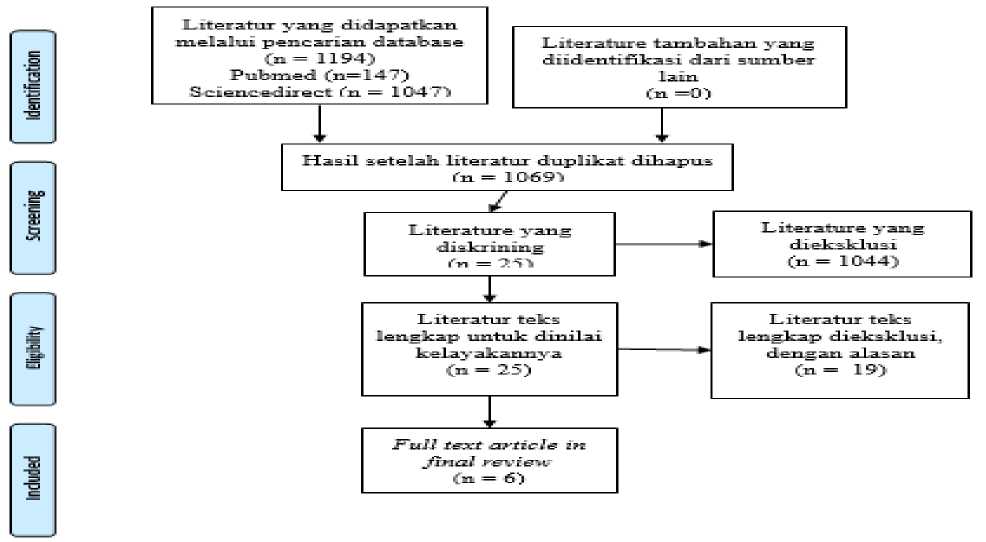 Identification
Literatur yang didapatkan
melalui pencarian database
(n = 1194)
Pubmed (n=147)
Sciencedirect (n = 1047)
Literature tambahan yang
diidentifikasi dari sumber
lain
(n =0)
Hasil setelah literatur duplikat dihapus
(n = 1069)
Screening
Literature yang
diskrining
(n = 25)
Literature yang
dieksklusi
(n = 1044)
Eligibility
Literatur teks
lengkap untuk dinilai
kelayakannya
(n = 25)
Literatur teks
lengkap dieksklusi,
dengan alasan
(n = 19)
Included
Full text article in
final review
(n = 6)